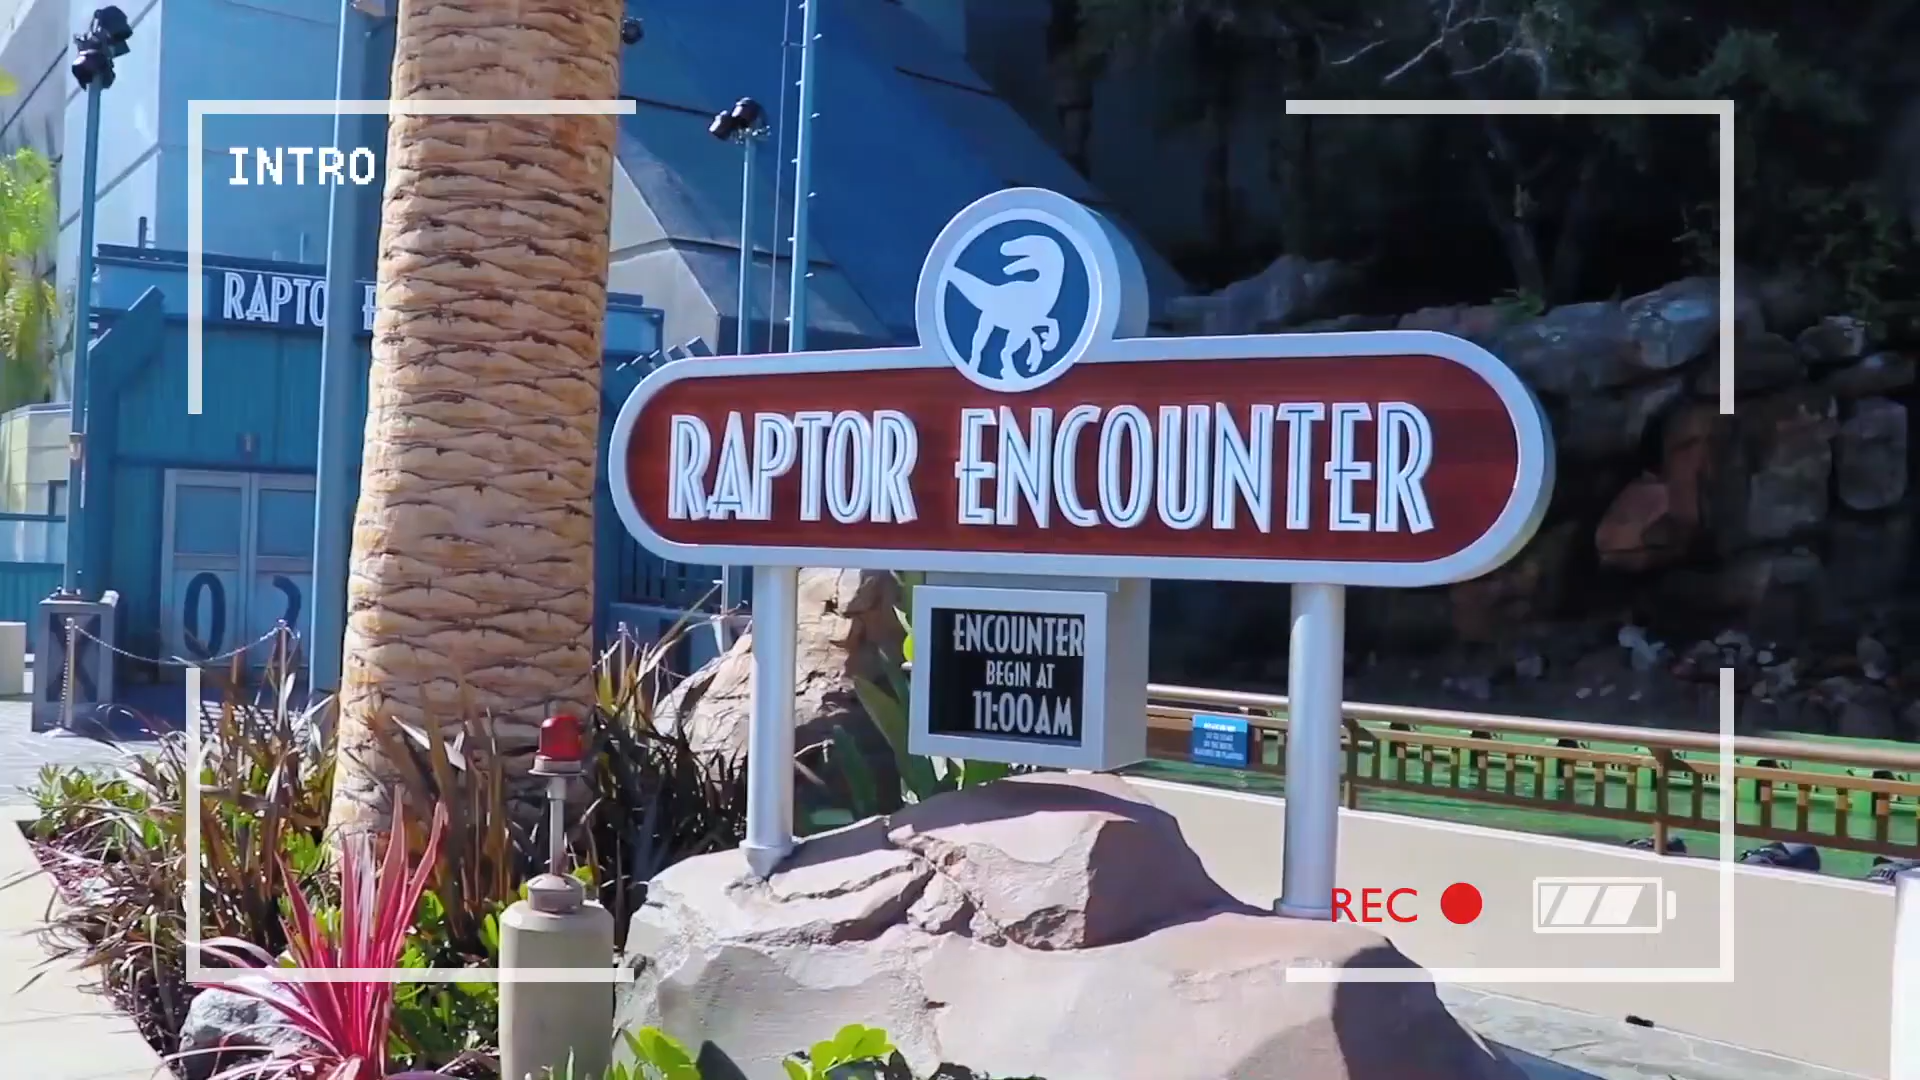 INTRO
RAPTO
RAPTOR ENCOUNTER
ENCOUNTER
BEGIN AT
11:00AM
REC